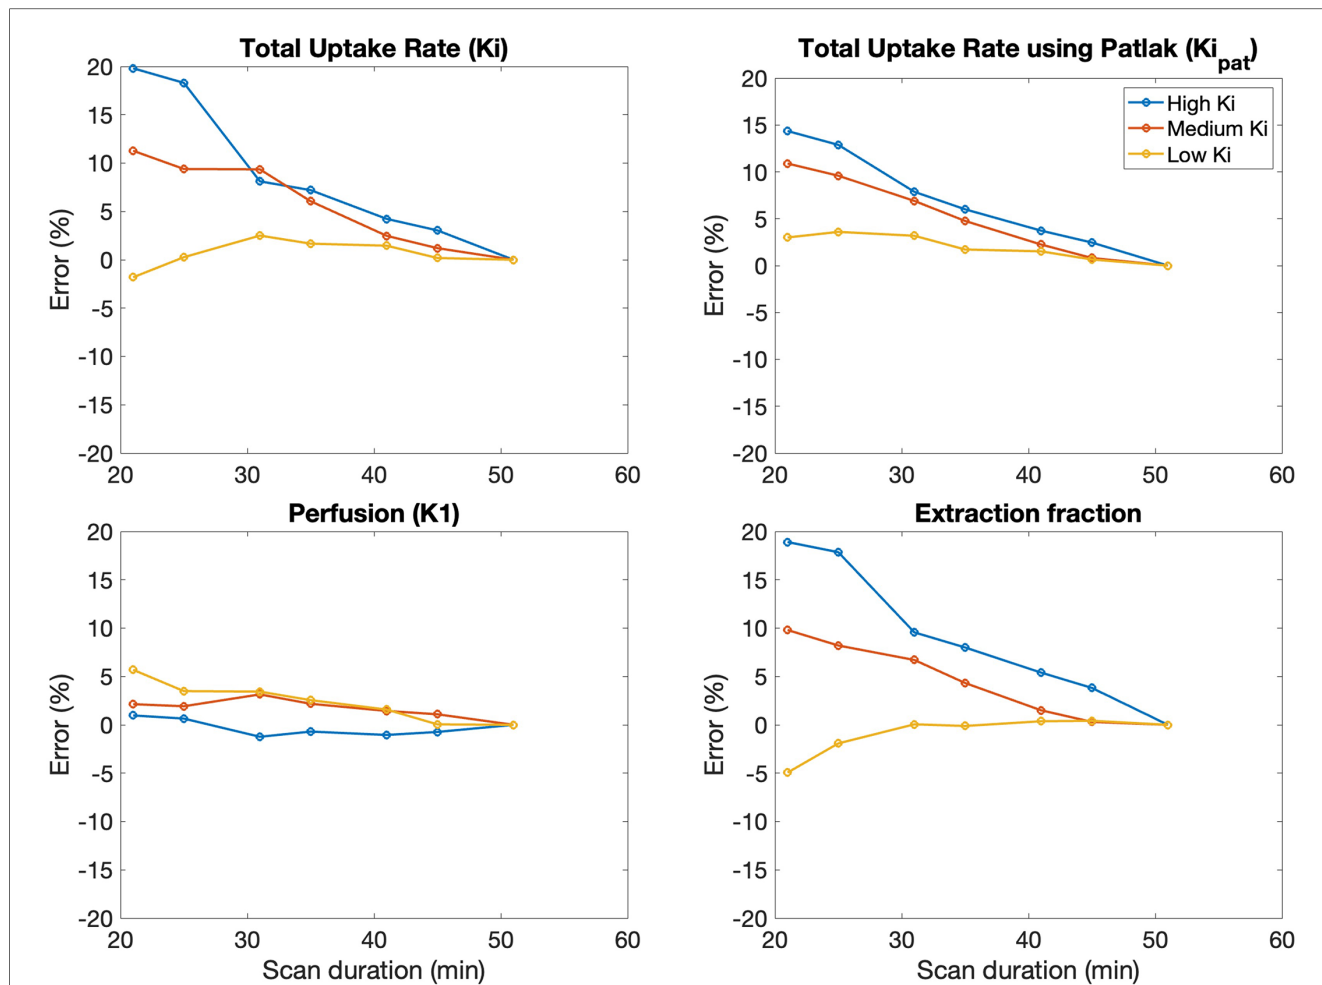 Total Uptake Rate (Ki)
20
15
10
5
0
-5
-10
-15
-20
Error (%)
20 30 40 50 60
Total Uptake Rate using Patlak (Ki_pat)
20
15
10
5
0
-5
-10
-15
-20
Error (%)
20 30 40 50 60
High Ki
Medium Ki
Low Ki
Perfusion (K1)
20
15
10
5
0
-5
-10
-15
-20
Error (%)
20 30 40 50 60
Scan duration (min)
Extraction fraction
20
15
10
5
0
-5
-10
-15
-20
Error (%)
20 30 40 50 60
Scan duration (min)